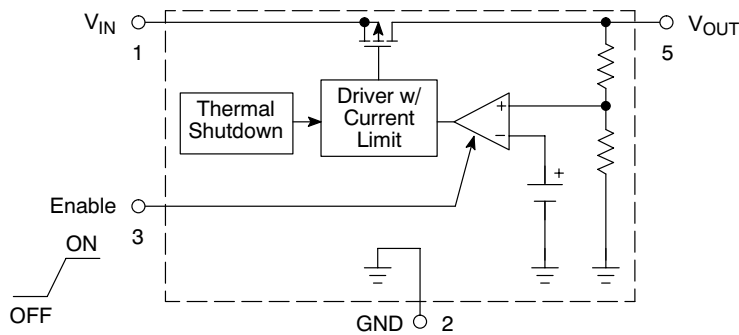 VIN
1
VOUT
5
Thermal
Shutdown
Driver w/
Current
Limit
+
−
+
Enable
3
ON
OFF
GND 2